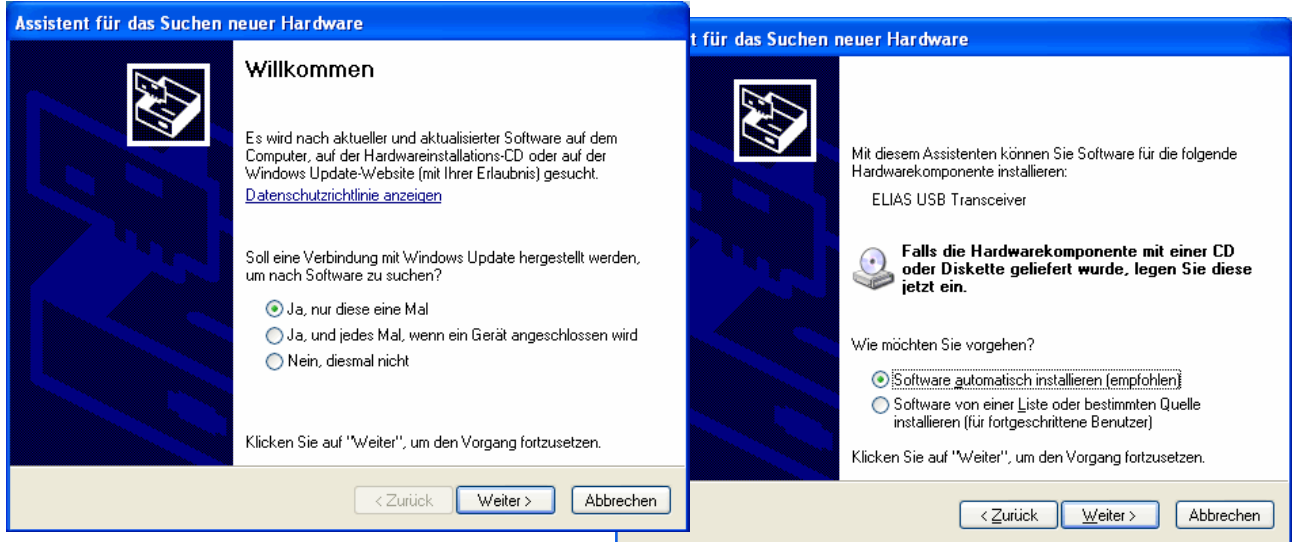 Assistent für das Suchen neuer Hardware
Willkommen
Es wird nach aktueller und aktualisierter Software auf dem
Computer, auf der Hardwareinstallations-CD oder auf der
Windows Update-Website (mit Ihrer Erlaubnis) gesucht.
Datenschutzrichtlinie anzeigen
Soll eine Verbindung mit Windows Update hergestellt werden,
um nach Software zu suchen?
Ja, nur diese eine Mal
Ja, und jedes Mal, wenn ein Gerät angeschlossen wird
Nein, diesmal nicht
Klicken Sie auf "Weiter", um den Vorgang fortzusetzen.
< Zurück
Weiter >
Abbrechen
t für das Suchen neuer Hardware
Mit diesem Assistenten können Sie Software für die folgende
Hardwarekomponente installieren:
ELIAS USB Transceiver
Falls die Hardwarekomponente mit einer CD
oder Diskette geliefert wurde, legen Sie diese
jetzt ein.
Wie möchten Sie vorgehen?
Software automatisch installieren (empfohlen)
Software von einer Liste oder bestimmten Quelle
installieren (für fortgeschrittene Benutzer)
Klicken Sie auf "Weiter", um den Vorgang fortzusetzen.
< Zurück
Weiter >
Abbrechen